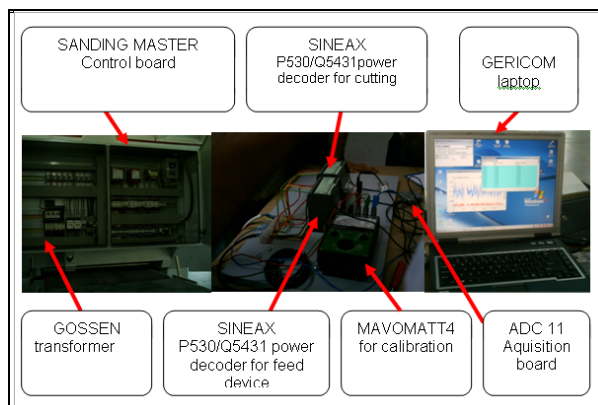 SANDING MASTER
Control board
SINEAX
P530/Q5431power
decoder for cutting
GERICOM
laptop
GOSSEN
transformer
SINEAX
P530/Q5431 power
decoder for feed
device
MAVOMATT4
for calibration
ADC 11
Aquisition
board